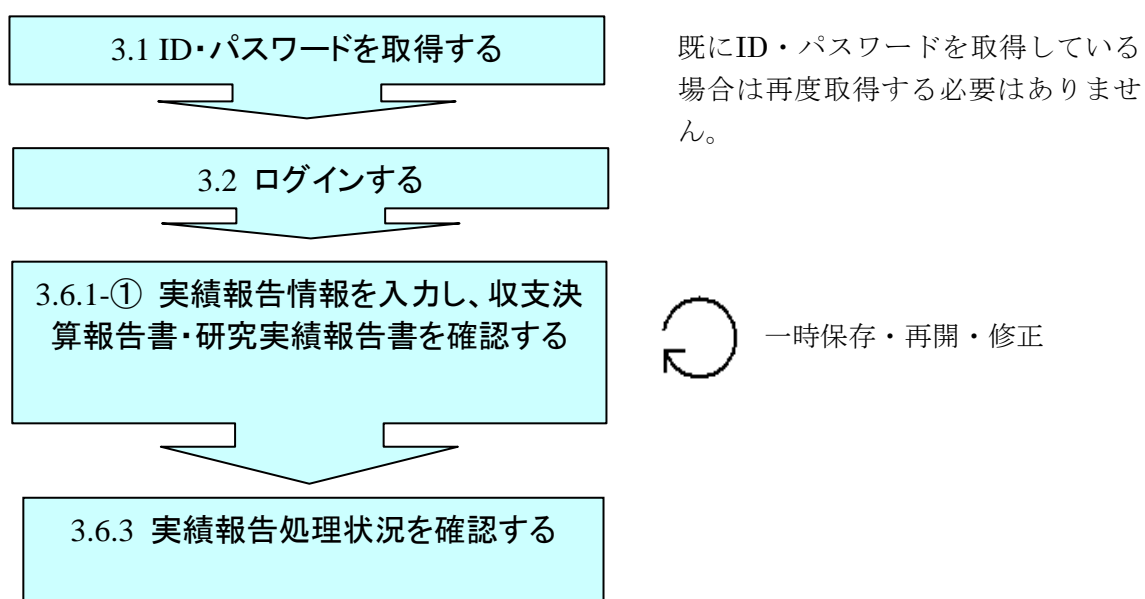 3.1 ID・パスワードを取得する
既にID・パスワードを取得している
場合は再度取得する必要はありませ
ん。
3.2 ログインする
3.6.1-① 実績報告情報を入力し、収支決
算報告書・研究実績報告書を確認する
一時保存・再開・修正
3.6.3 実績報告処理状況を確認する